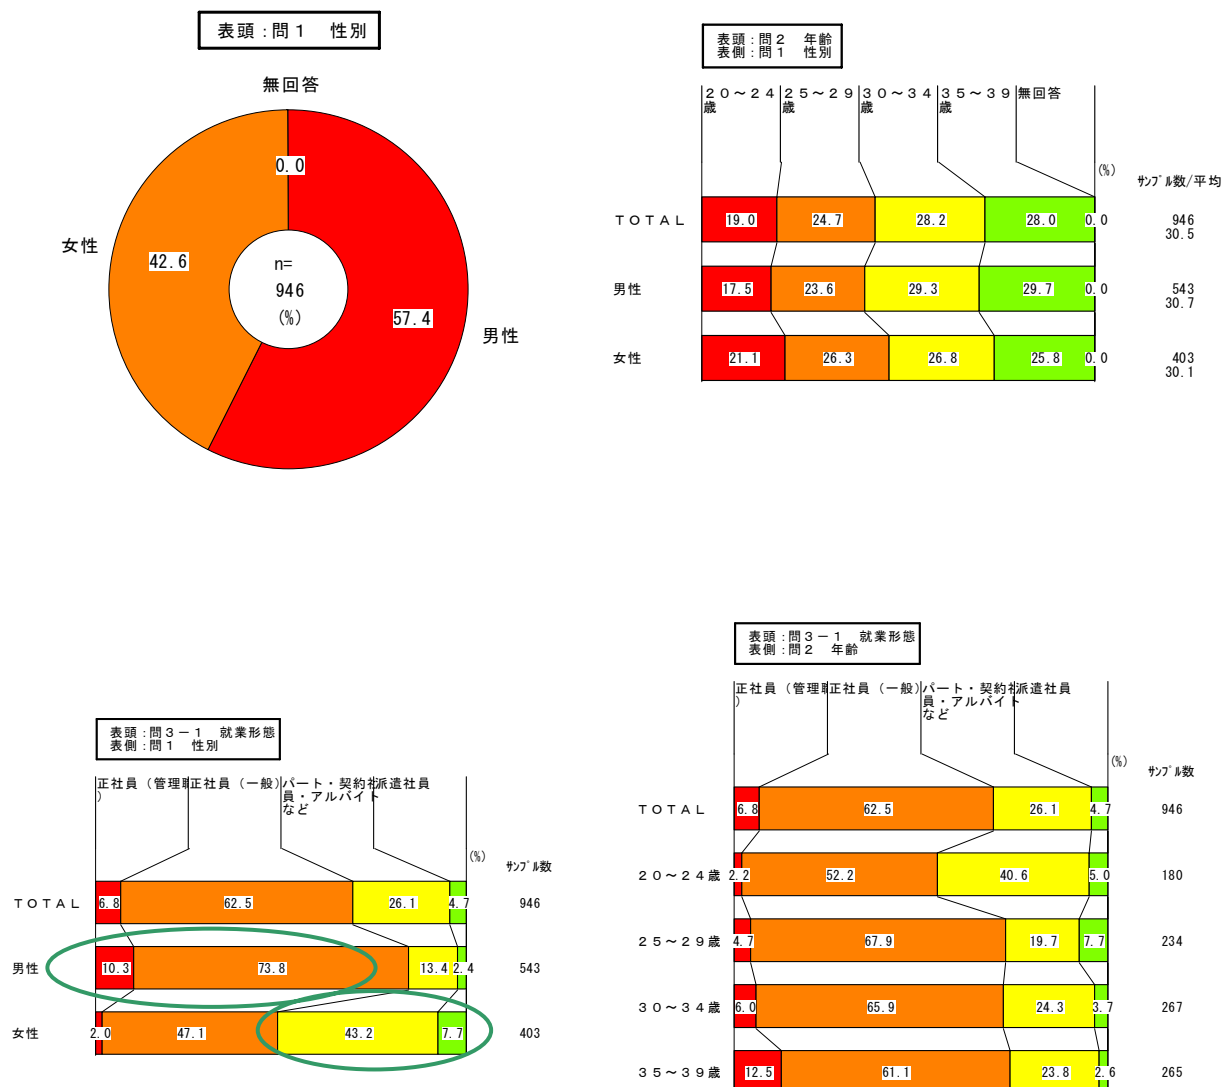 表頭：問１　性別
無回答
0.0
女性
42.6
n=
946
(%)
57.4
男性
表頭：問２　年齢
表側：問１　性別
２０～２４歳
２５～２９歳
３０～３４歳
３５～３９歳
無回答
(%)
ｻﾝﾌﾟﾙ数/平均
ＴＯＴＡＬ 19.0 24.7 28.2 28.0 0.0 946
30.5
男性 17.5 23.6 29.3 29.7 0.0 543
30.7
女性 21.1 26.3 26.8 25.8 0.0 403
30.1
表頭：問３－１　就業形態
表側：問１　性別
正社員（管理職）
正社員（一般）
パート・契約社員・アルバイトなど
派遣社員
(%)
ｻﾝﾌﾟﾙ数
ＴＯＴＡＬ 6.8 62.5 26.1 4.7 946
男性 10.3 73.8 13.4 2.4 543
女性 2.0 47.1 43.2 7.7 403
表頭：問３－１　就業形態
表側：問２　年齢
正社員（管理職）
正社員（一般）
パート・契約社員・アルバイトなど
派遣社員
(%)
ｻﾝﾌﾟﾙ数
ＴＯＴＡＬ 6.8 62.5 26.1 4.7 946
２０～２４歳 2.2 52.2 40.6 5.0 180
２５～２９歳 4.7 67.9 19.7 7.7 234
３０～３４歳 6.0 65.9 24.3 3.7 267
３５～３９歳 12.5 61.1 23.8 2.6 265